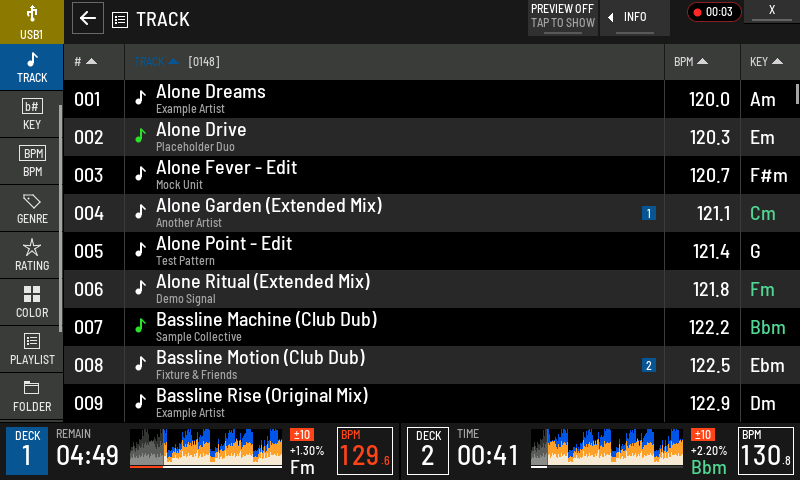 USB1
TRACK
PREVIEW OFF
TAP TO SHOW
INFO
00:03
X
TRACK
# TRACK [0148] BPM KEY
001 Alone Dreams 120.0 Am
Example Artist
002 Alone Drive 120.3 Em
Placeholder Duo
003 Alone Fever - Edit 120.7 F#m
Mock Unit
004 Alone Garden (Extended Mix) 1 121.1 Cm
Another Artist
005 Alone Point - Edit 121.4 G
Test Pattern
006 Alone Ritual (Extended Mix) 121.8 Fm
Demo Signal
007 Bassline Machine (Club Dub) 122.2 Bbm
Sample Collective
008 Bassline Motion (Club Dub) 2 122.5 Ebm
Fixture & Friends
009 Bassline Rise (Original Mix) 122.9 Dm
Example Artist
b#
KEY
BPM
BPM
GENRE
RATING
COLOR
PLAYLIST
FOLDER
DECK 1
REMAIN
04:49
±10
+1.30%
Fm
BPM
129.6
DECK 2
TIME
00:41
±10
+2.20%
Bbm
BPM
130.8